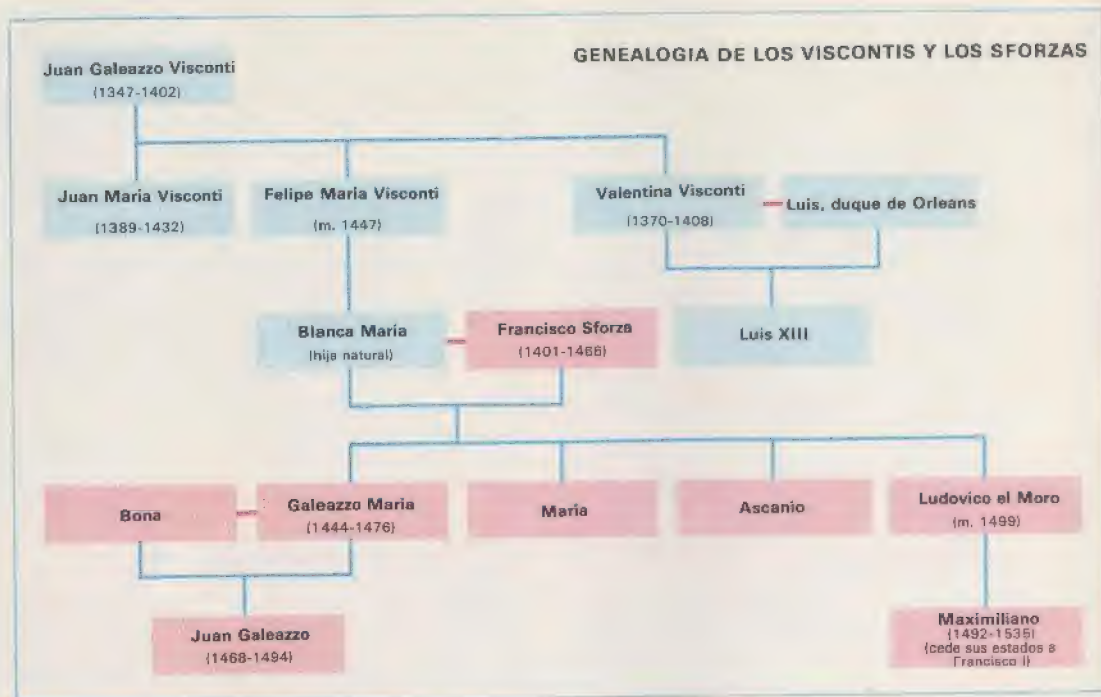 GENEALOGIA DE LOS VISCONTIS Y LOS SFORZAS
Juan Galeazzo Visconti
(1347-1402)
Juan Maria Visconti
(1389-1432)
Felipe Maria Visconti
(m. 1447)
Valentina Visconti
(1370-1408)
Luis, duque de Orleans
Blanca Maria
(hija natural)
Francisco Sforza
(1401-1466)
Luis XIII
Bona
Galeazzo Maria
(1444-1476)
Maria
Ascanio
Ludovico el Moro
(m. 1499)
Juan Galeazzo
(1468-1494)
Maximiliano
(1492-1535)
(cede sus estados a
Francisco I)